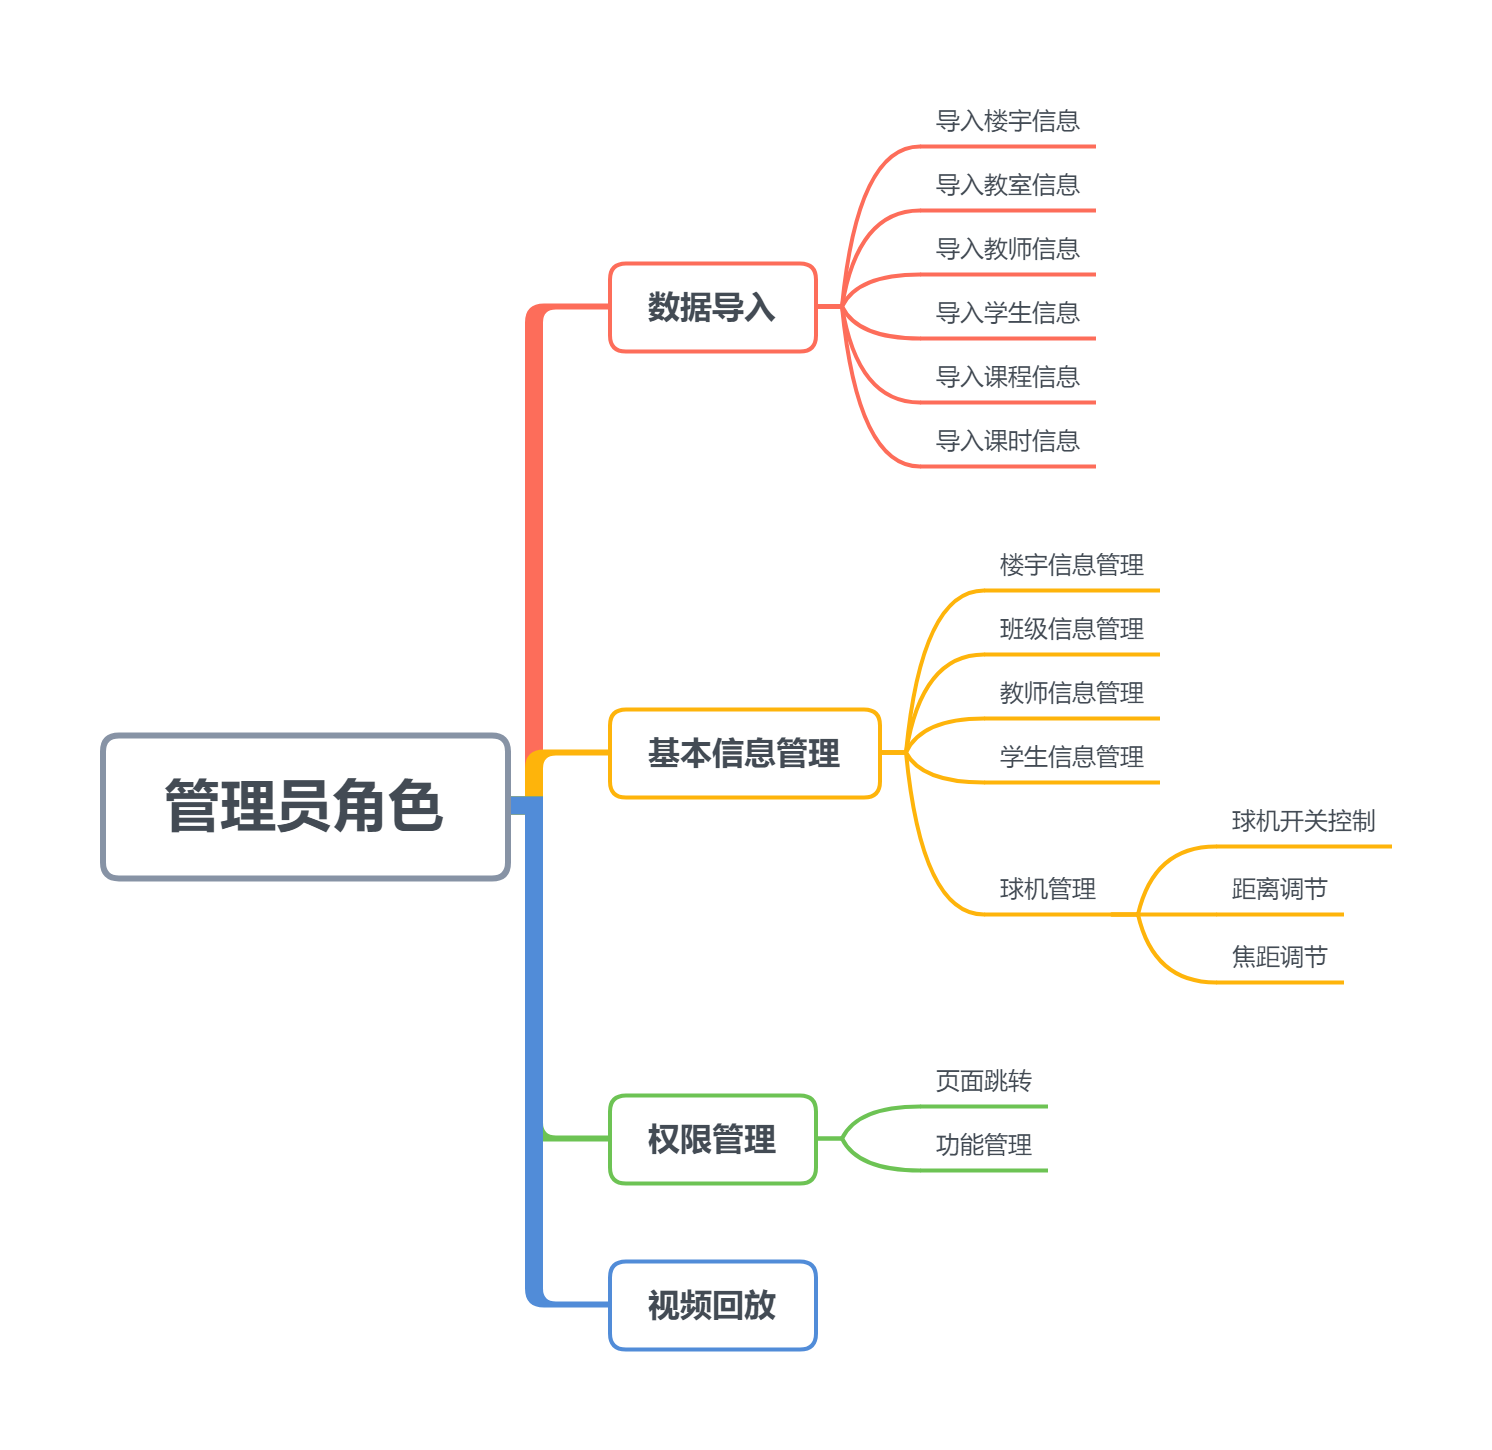 管理员角色
数据导入
导入楼宇信息
导入教室信息
导入教师信息
导入学生信息
导入课程信息
导入课时信息
基本信息管理
楼宇信息管理
班级信息管理
教师信息管理
学生信息管理
球机管理
球机开关控制
距离调节
焦距调节
权限管理
页面跳转
功能管理
视频回放